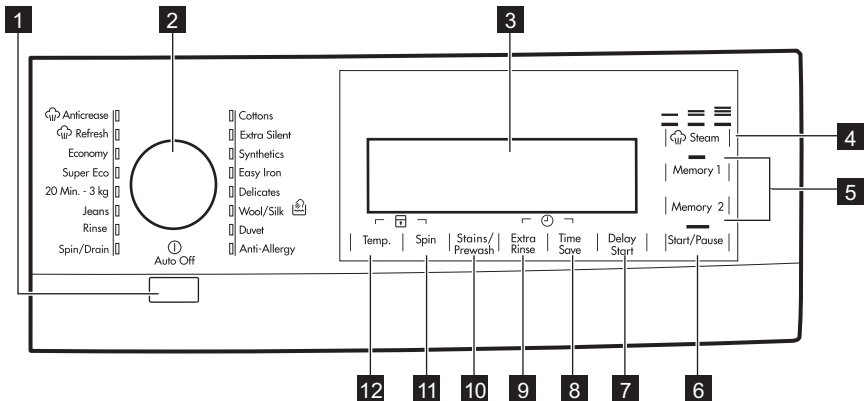 1
2
3
Anticrease
Refresh
Economy
Super Eco
20 Min. - 3 kg
Jeans
Rinse
Spin/Drain
Auto Off
Cottons
Extra Silent
Synthetics
Easy Iron
Delicates
Wool/Silk
Duvet
Anti-Allergy
Steam
Memory 1
Memory 2
Start/Pause
4
5
Temp.
Spin
Stains/
Prewash
Extra
Rinse
Time
Save
Delay
Start
12
11
10
9
8
7
6